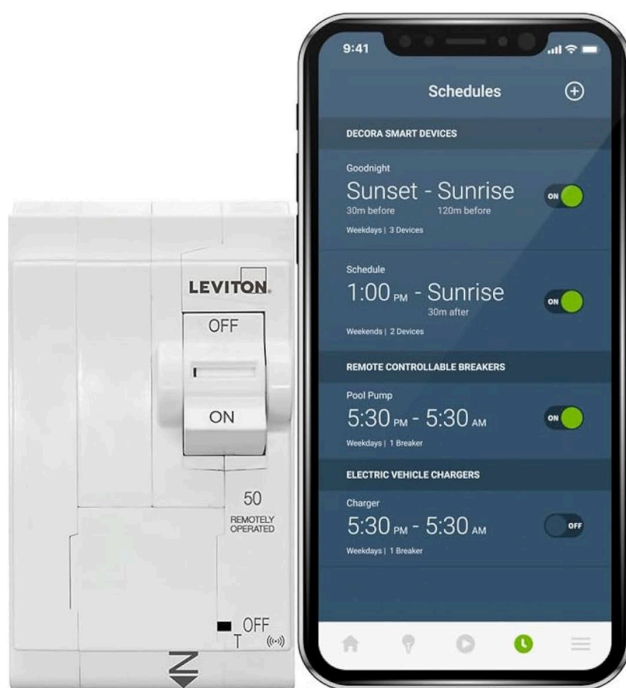 LEVITON
OFF
ON
50
REMOTELY
OPERATED
OFF
T
N
9:41
Schedules
DECORA SMART DEVICES
Goodnight
Sunset - Sunrise
30m before 120m before
ON
Weekdays | 3 Devices
Schedule
1:00 PM - Sunrise
30m after
ON
Weekends | 2 Devices
REMOTE CONTROLLABLE BREAKERS
Pool Pump
5:30 PM - 5:30 AM
ON
Weekdays | 1 Breaker
ELECTRIC VEHICLE CHARGERS
Charger
5:30 PM - 5:30 AM
OFF
Weekdays | 1 Breaker